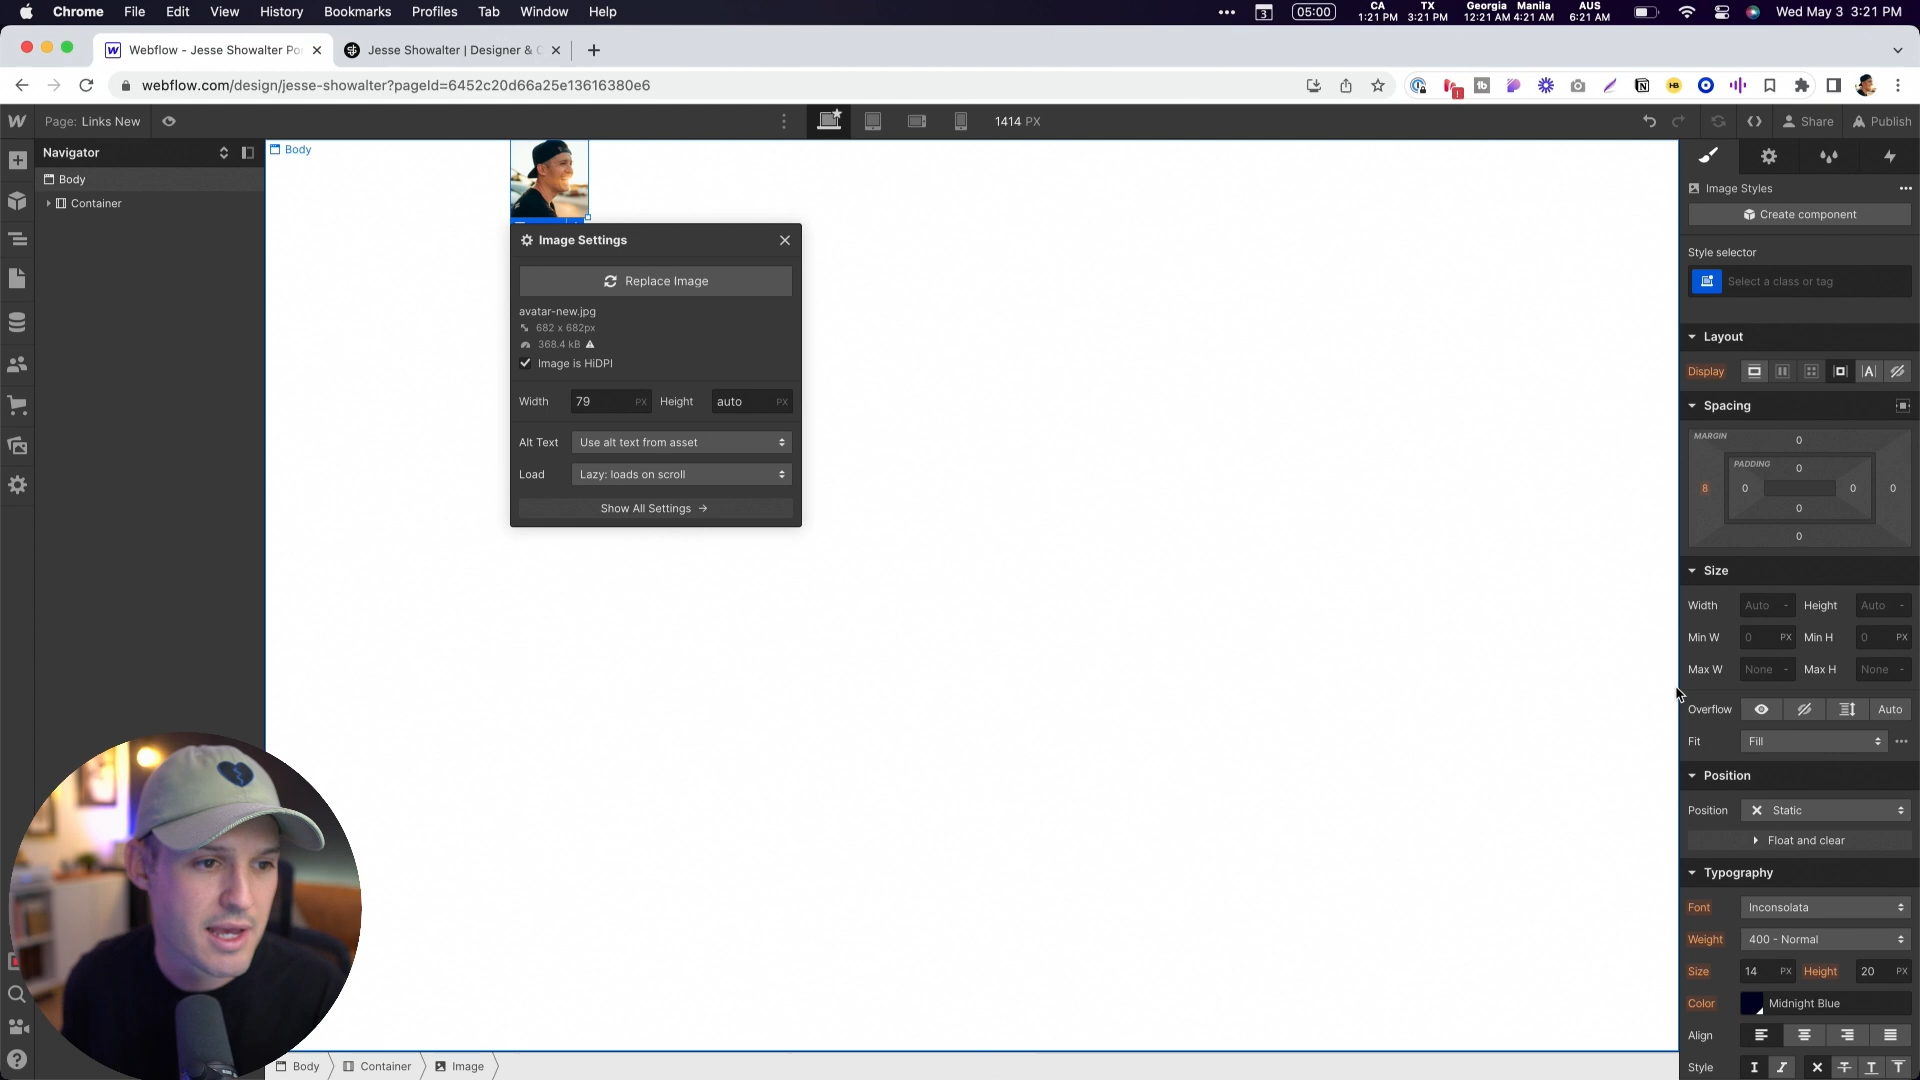 Chrome File Edit View History Bookmarks Profiles Tab Window Help
3 05:00 CA 1:21 PM TX 3:21 PM Georgia 12:21 AM Manila 4:21 AM AUS 6:21 AM Wed May 3 3:21 PM
Webflow - Jesse Showalter Po
Jesse Showalter | Designer & C
webflow.com/design/jesse-showalter?pageId=6452c20d66a25e13616380e6
Page: Links New
1414 PX
Share
Publish
Navigator
Body
Container
Body
Image Settings
Replace Image
avatar-new.jpg
682 x 682px
368.4 kB
Image is HiDPI
Width 79 PX Height auto PX
Alt Text Use alt text from asset
Load Lazy: loads on scroll
Show All Settings
Image Styles
Create component
Style selector
Select a class or tag
Layout
Display
Spacing
MARGIN 0
PADDING 0
8 0 0 0
0
0
Size
Width Auto - Height Auto -
Min W 0 PX Min H 0 PX
Max W None - Max H None -
Overflow Auto
Fit Fill
Position
Position Static
Float and clear
Typography
Font Inconsolata
Weight 400 - Normal
Size 14 PX Height 20 PX
Color Midnight Blue
Align
Style
Body Container Image